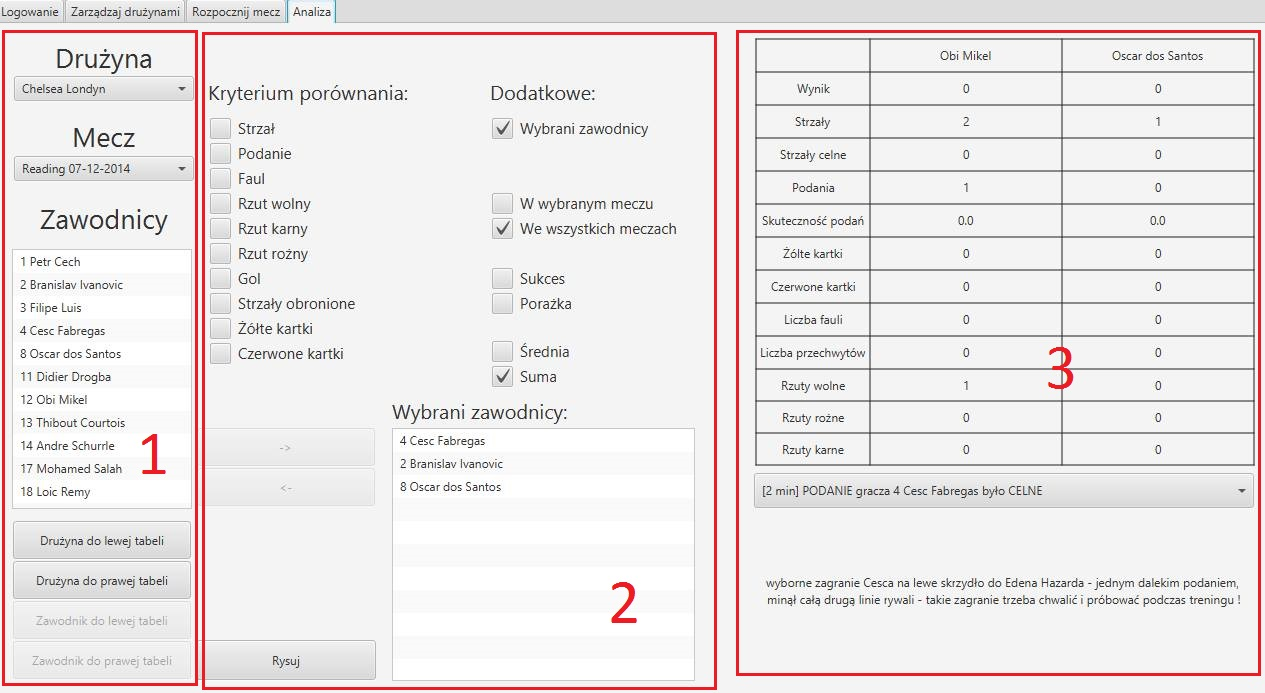 Logowanie Zarządzaj drużynami Rozpocznij mecz Analiza
Drużyna
Chelsea Londyn
Mecz
Reading 07-12-2014
Zawodnicy
1 Petr Cech
2 Branislav Ivanovic
3 Filipe Luis
4 Cesc Fabregas
8 Oscar dos Santos
11 Didier Drogba
12 Obi Mikel
13 Thibout Courtois
14 Andre Schurrle
17 Mohamed Salah
18 Loic Remy
1
Drużyna do lewej tabeli
Drużyna do prawej tabeli
Zawodnik do lewej tabeli
Zawodnik do prawej tabeli
Kryterium porównania:
Strzał
Podanie
Faul
Rzut wolny
Rzut karny
Rzut rożny
Gol
Strzały obronione
Żółte kartki
Czerwone kartki
Dodatkowe:
Wybrani zawodnicy
W wybranym meczu
We wszystkich meczach
Sukces
Porażka
Średnia
Suma
->
<-
Rysuj
Wybrani zawodnicy:
4 Cesc Fabregas
2 Branislav Ivanovic
8 Oscar dos Santos
2
Obi Mikel Oscar dos Santos
Wynik 0 0
Strzały 2 1
Strzały celne 0 0
Podania 1 0
Skuteczność podań 0.0 0.0
Żółte kartki 0 0
Czerwone kartki 0 0
Liczba fauli 0 0
Liczba przechwytów 0 0
Rzuty wolne 1 0
Rzuty rożne 0 0
Rzuty karne 0 0
3
[2 min] PODANIE gracza 4 Cesc Fabregas było CELNE
wyborne zagranie Cesca na lewe skrzydło do Edena Hazarda - jednym dalekim podaniem,
minął całą drugą linie rywali - takie zagranie trzeba chwalić i próbować podczas treningu !